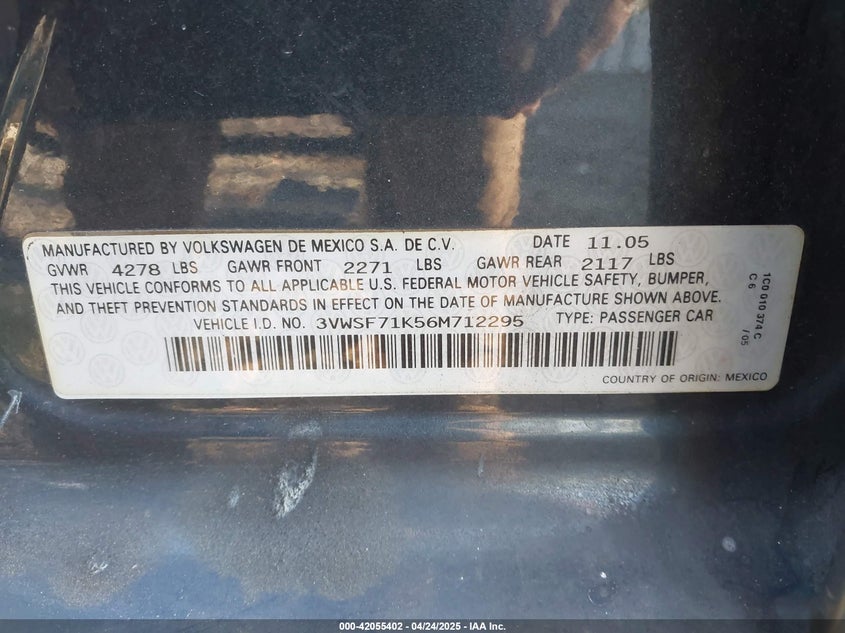 MANUFACTURED BY VOLKSWAGEN DE MEXICO S.A. DE C.V. DATE 11.05
GVWR 4278 LBS GAWR FRONT 2271 LBS GAWR REAR 2117 LBS
THIS VEHICLE CONFORMS TO ALL APPLICABLE U.S. FEDERAL MOTOR VEHICLE SAFETY, BUMPER,
AND THEFT PREVENTION STANDARDS IN EFFECT ON THE DATE OF MANUFACTURE SHOWN ABOVE.
VEHICLE I.D. NO. 3VWSF71K56M712295 TYPE: PASSENGER CAR
COUNTRY OF ORIGIN: MEXICO
1C0 010 374 C
C6 /05
000-42055402 - 04/24/2025 - IAA Inc.